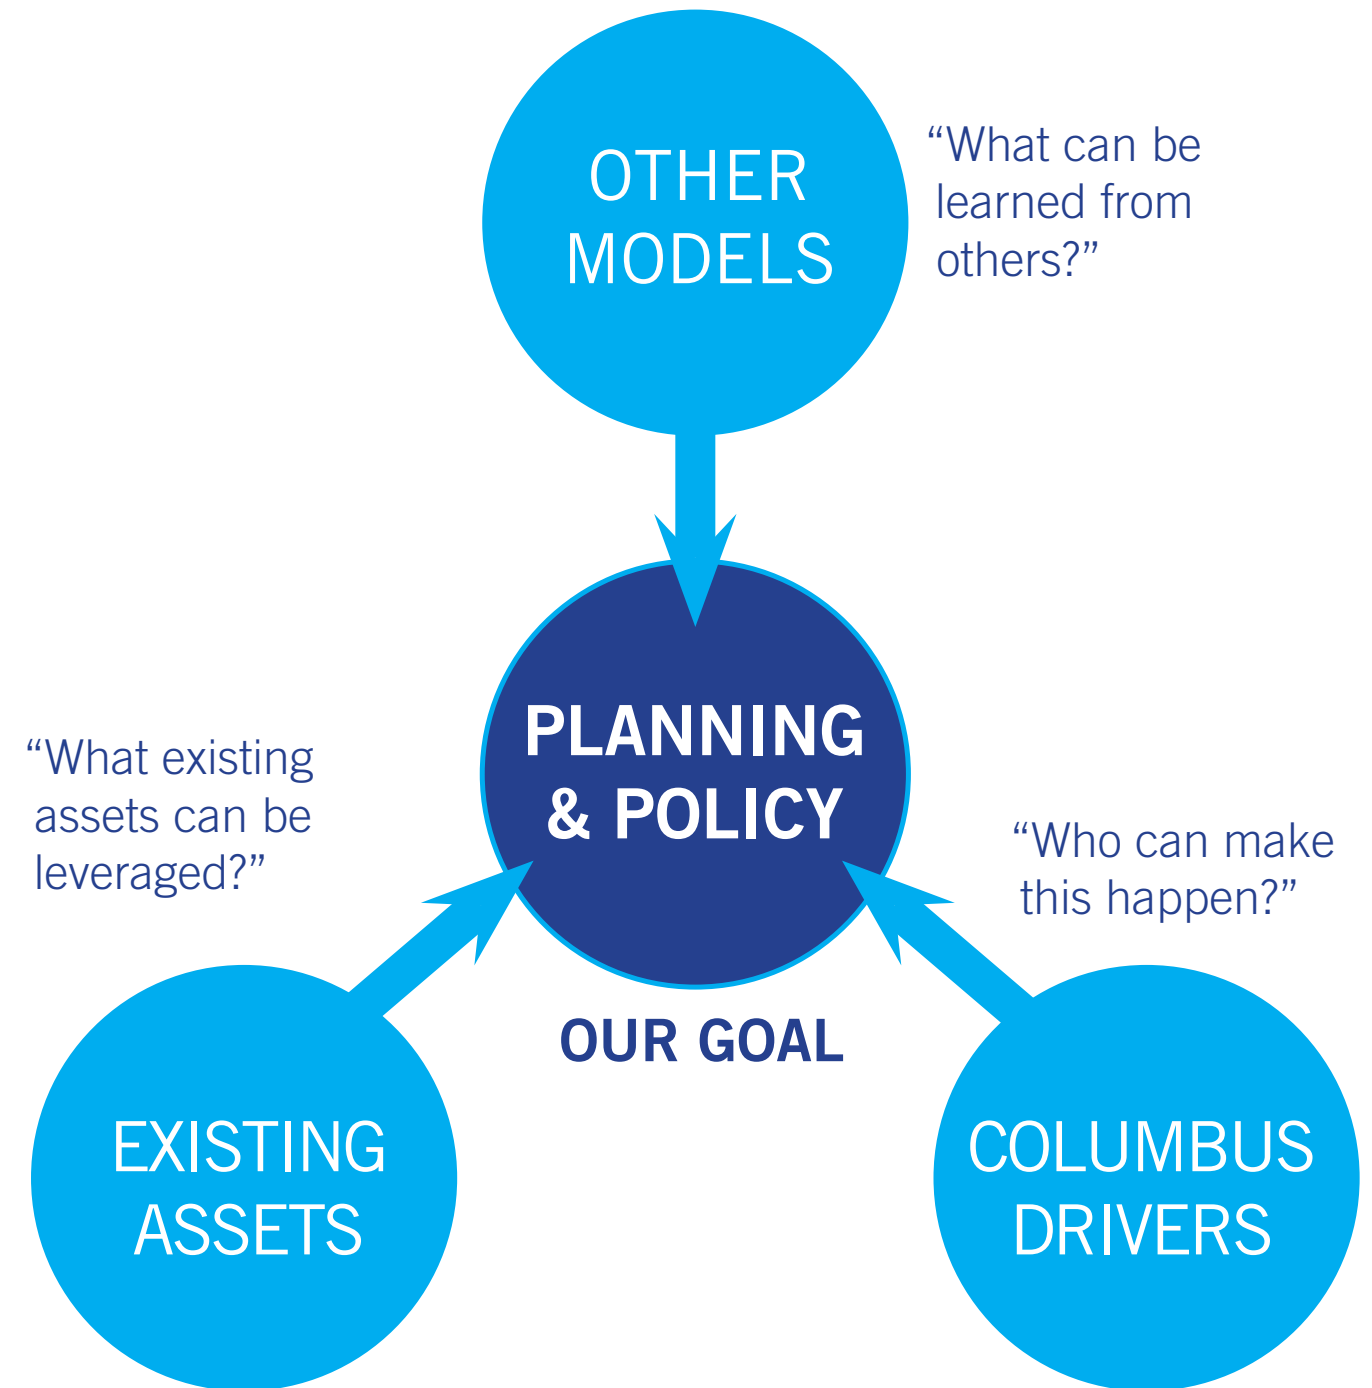 OTHER
MODELS
“What can be
learned from
others?”
PLANNING
& POLICY
“What existing
assets can be
leveraged?”
“Who can make
this happen?”
OUR GOAL
EXISTING
ASSETS
COLUMBUS
DRIVERS